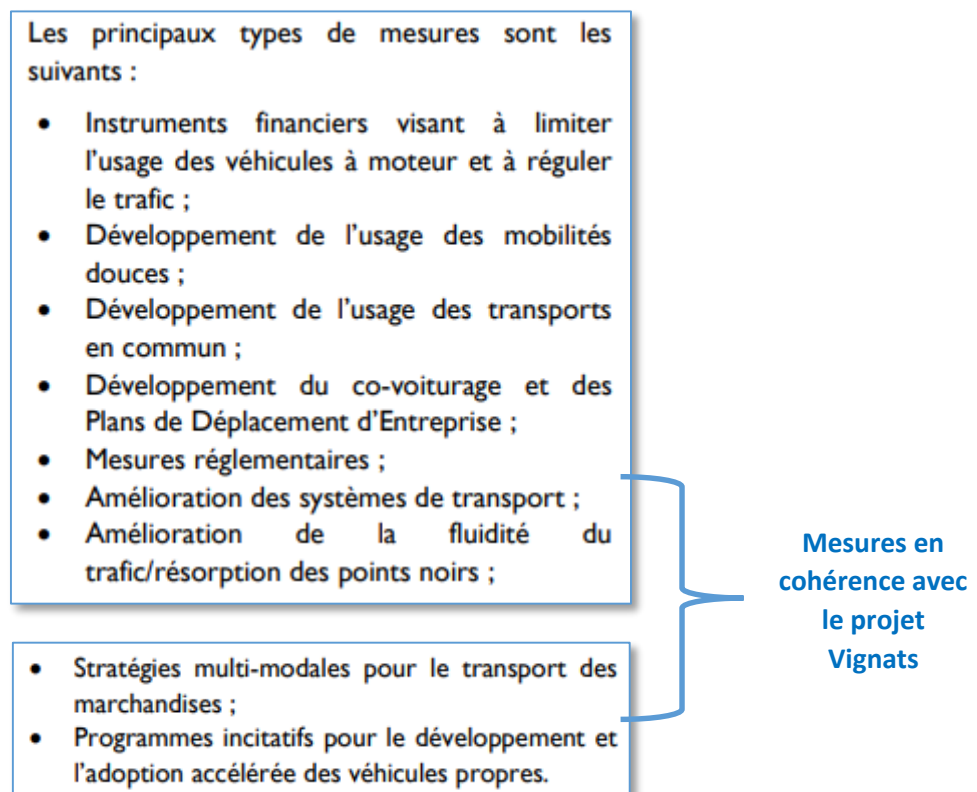 Les principaux types de mesures sont les
suivants :
• Instruments financiers visant à limiter
l'usage des véhicules à moteur et à réguler
le trafic ;
• Développement de l'usage des mobilités
douces ;
• Développement de l'usage des transports
en commun ;
• Développement du co-voiturage et des
Plans de Déplacement d'Entreprise ;
• Mesures réglementaires ;
• Amélioration des systèmes de transport ;
• Amélioration de la fluidité du
trafic/résorption des points noirs ;
• Stratégies multi-modales pour le transport des
marchandises ;
• Programmes incitatifs pour le développement et
l'adoption accélérée des véhicules propres.
Mesures en
cohérence avec
le projet
Vignats